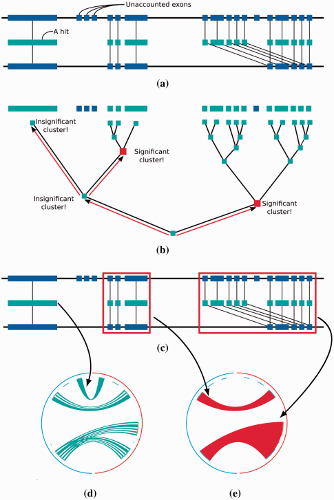 Unaccounted exons
A hit
(a)
Insignificant
cluster!
Significant
cluster!
Insignificant
cluster!
Significant
cluster!
(b)
(c)
(d)
(e)